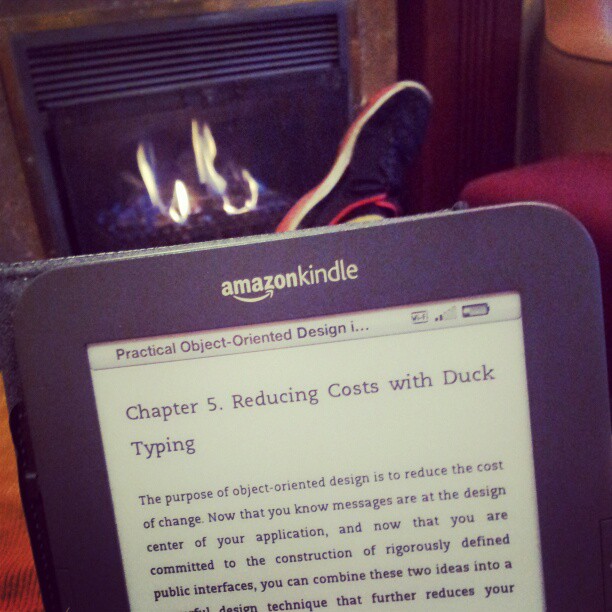 amazonkindle
Practical Object-Oriented Design i...
Chapter 5. Reducing Costs with Duck
Typing
The purpose of object-oriented design is to reduce the cost
of change. Now that you know messages are at the design
center of your application, and now that you are
committed to the construction of rigorously defined
public interfaces, you can combine these two ideas into a
design technique that further reduces your